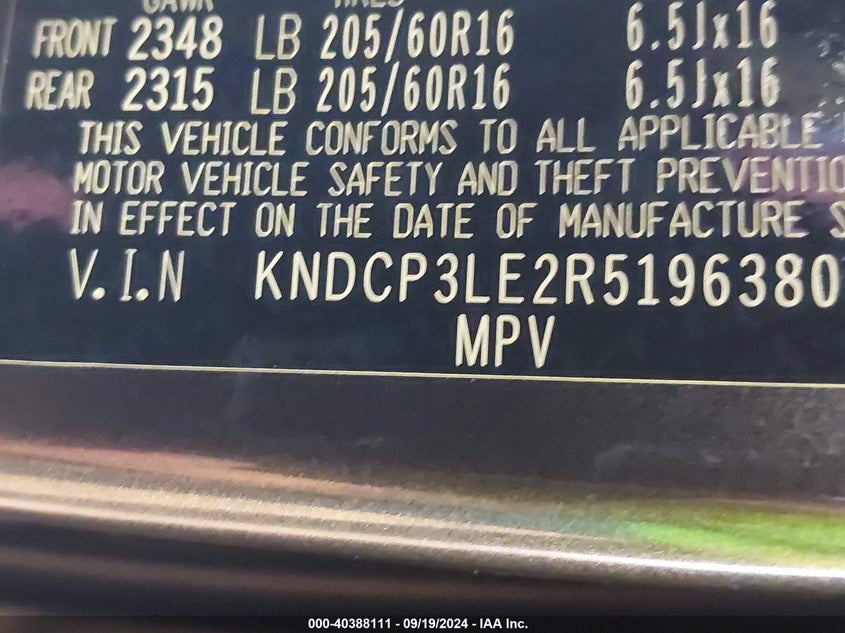 FRONT 2348 LB 205/60R16 6.5Jx16
REAR 2315 LB 205/60R16 6.5Jx16
THIS VEHICLE CONFORMS TO ALL APPLICABLE
MOTOR VEHICLE SAFETY AND THEFT PREVENTIO
IN EFFECT ON THE DATE OF MANUFACTURE S
V.I.N KNDCP3LE2R5196380
MPV
000-40388111 - 09/19/2024 - IAA Inc.